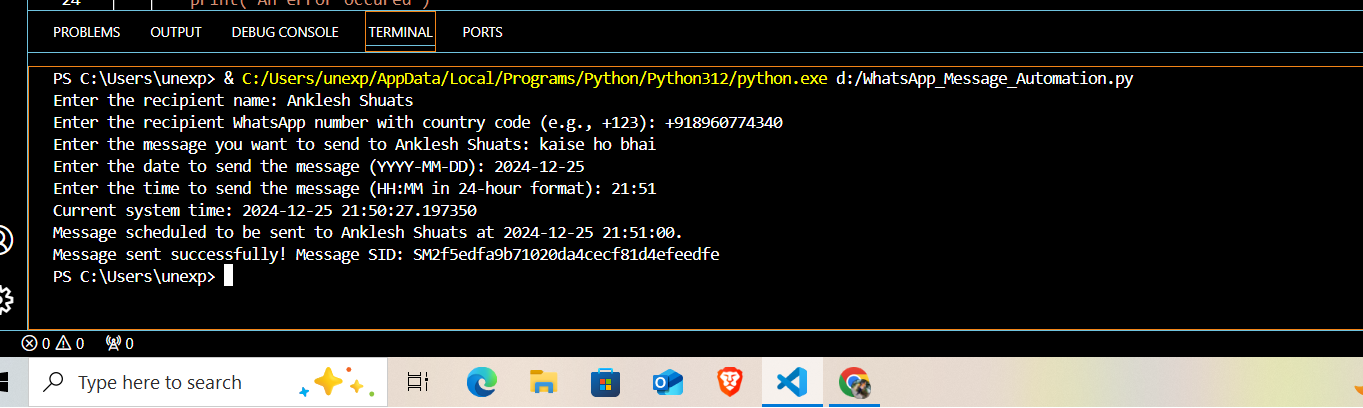 24 print("An error occured")
PROBLEMS OUTPUT DEBUG CONSOLE TERMINAL PORTS
PS C:\Users\unexp> & C:/Users/unexp/AppData/Local/Programs/Python/Python312/python.exe d:/WhatsApp_Message_Automation.py
Enter the recipient name: Anklesh Shuats
Enter the recipient WhatsApp number with country code (e.g., +123): +918960774340
Enter the message you want to send to Anklesh Shuats: kaise ho bhai
Enter the date to send the message (YYYY-MM-DD): 2024-12-25
Enter the time to send the message (HH:MM in 24-hour format): 21:51
Current system time: 2024-12-25 21:50:27.197350
Message scheduled to be sent to Anklesh Shuats at 2024-12-25 21:51:00.
Message sent successfully! Message SID: SM2f5edfa9b71020da4cecf81d4efeedfe
PS C:\Users\unexp>
0 0 0
Type here to search